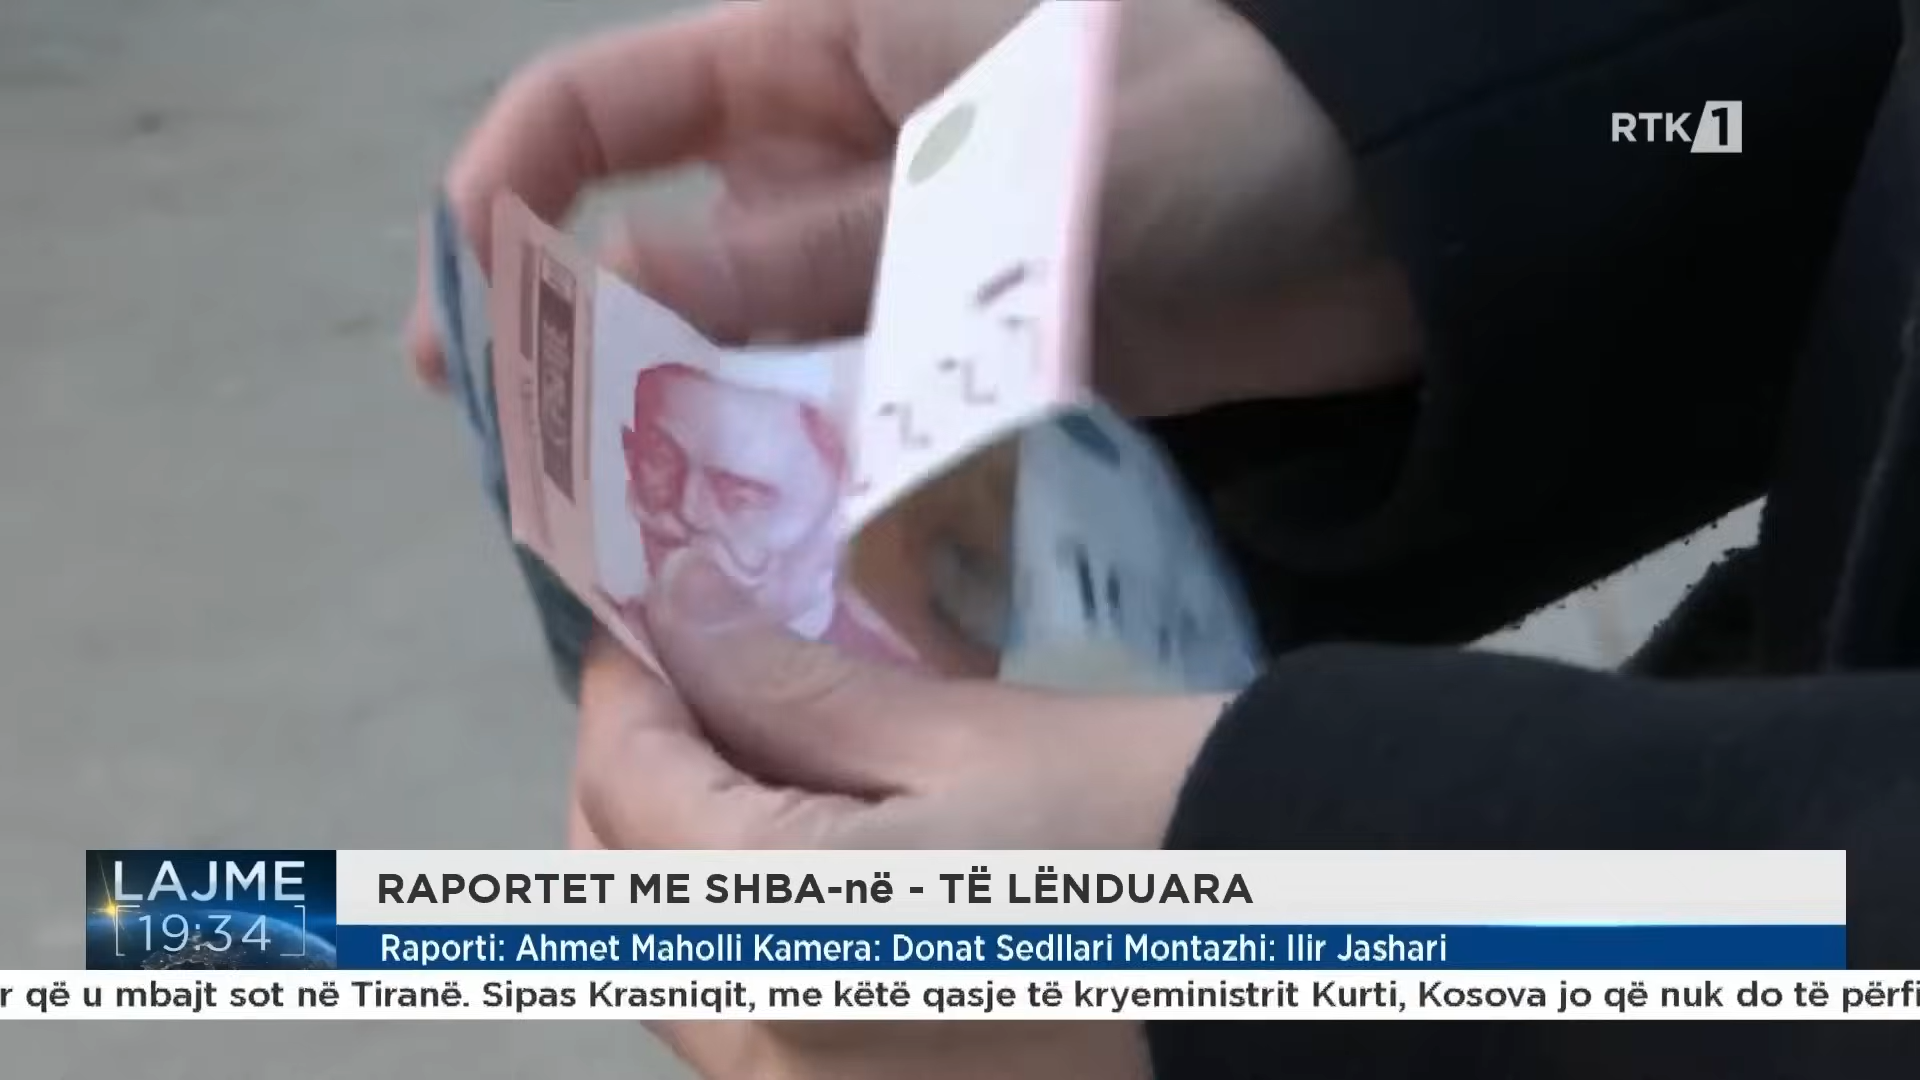 RTK 1
LAJME
19:34
RAPORTET ME SHBA-në - TË LËNDUARA
Raporti: Ahmet Maholli Kamera: Donat Sedllari Montazhi: Ilir Jashari
r që u mbajt sot në Tiranë. Sipas Krasniqit, me këtë qasje të kryeministrit Kurti, Kosova jo që nuk do të përfi